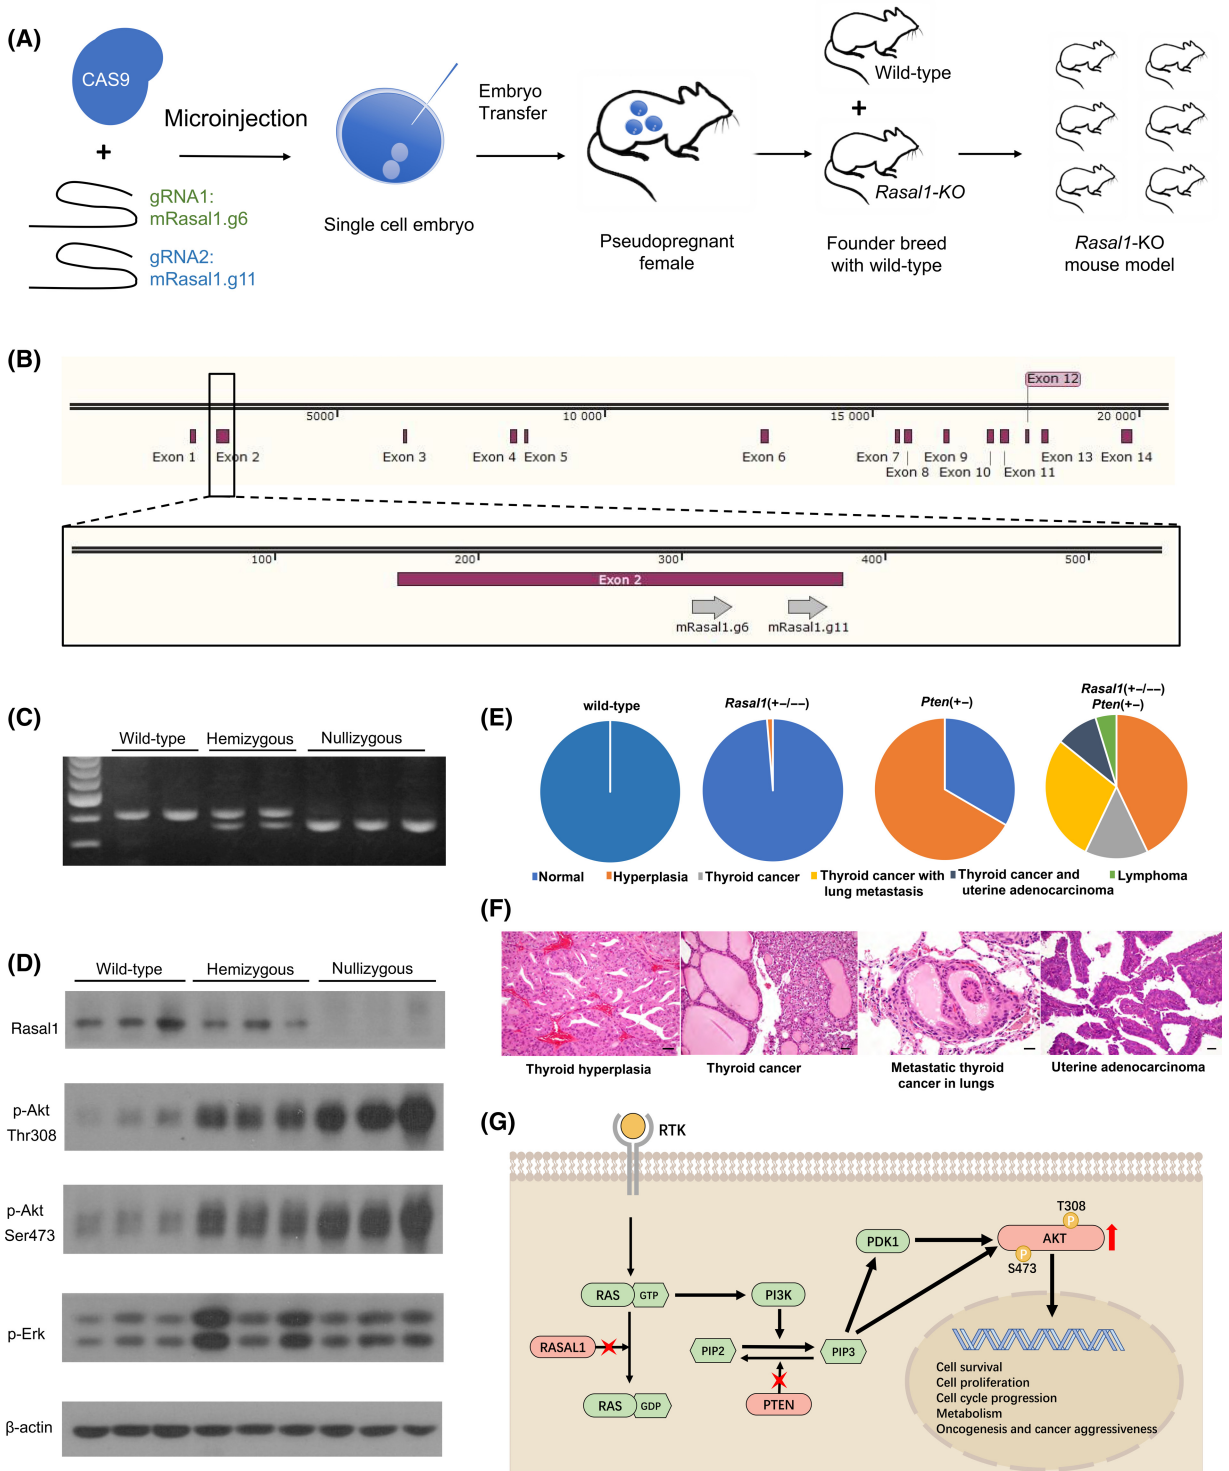 (A)
CAS9
+
gRNA1:
mRasal1.g6
gRNA2:
mRasal1.g11
Microinjection
Single cell embryo
Embryo
Transfer
Pseudopregnant
female
Wild-type
+
Rasal1-KO
Founder breed
with wild-type
Rasal1-KO
mouse model
(B)
Exon 12
5000
10 000
15 000
20 000
Exon 1
Exon 2
Exon 3
Exon 4
Exon 5
Exon 6
Exon 7
Exon 9
Exon 13
Exon 14
Exon 8
Exon 10
Exon 11
100
200
300
400
500
Exon 2
mRasal1.g6
mRasal1.g11
(C)
Wild-type
Hemizygous
Nullizygous
(D)
Wild-type
Hemizygous
Nullizygous
Rasal1
p-Akt
Thr308
p-Akt
Ser473
p-Erk
β-actin
(E)
wild-type
Rasal1(+–/––)
Pten(+–)
Rasal1(+–/––)
Pten(+–)
Normal
Hyperplasia
Thyroid cancer
Thyroid cancer with
lung metastasis
Thyroid cancer and
uterine adenocarcinoma
Lymphoma
(F)
Thyroid hyperplasia
Thyroid cancer
Metastatic thyroid
cancer in lungs
Uterine adenocarcinoma
(G)
RTK
T308
P
AKT
P
S473
PDK1
RAS
GTP
PI3K
RASAL1
PIP2
PIP3
RAS
GDP
PTEN
Cell survival
Cell proliferation
Cell cycle progression
Metabolism
Oncogenesis and cancer aggressiveness